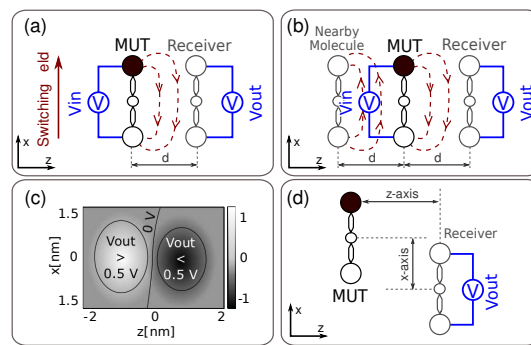 (a)
MUT
Receiver
Switching eld
Vin
V
V
Vout
x
z
d
(b)
Nearby
Molecule
MUT
Receiver
Vin
V
V
Vout
x
z
d
d
(c)
x[nm]
1.5
0
1.5
Vout
>
0.5 V
0 V
Vout
<
0.5 V
1
0
-1
-2
0
2
z[nm]
(d)
z-axis
Receiver
x-axis
MUT
V
Vout
x
z